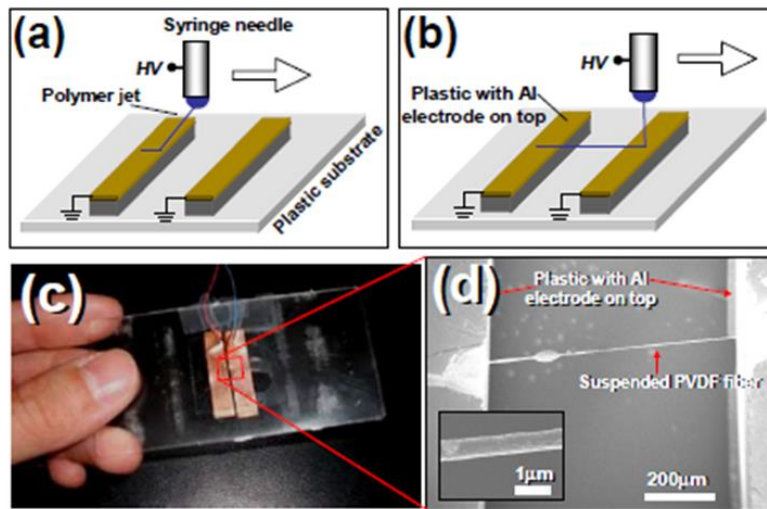 (a)
Syringe needle
HV
Polymer jet
Plastic substrate
(b)
HV
Plastic with Al
electrode on top
(c)
(d)
Plastic with Al
electrode on top
Suspended PVDF fiber
1μm
200μm